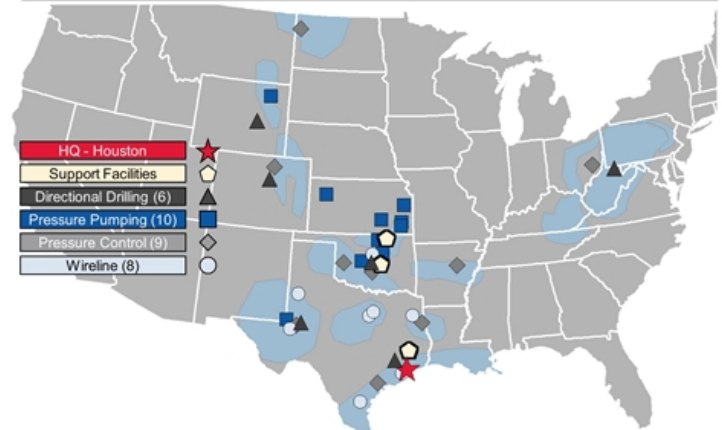 HQ - Houston
Support Facilities
Directional Drilling (6)
Pressure Pumping (10)
Pressure Control (9)
Wireline (8)